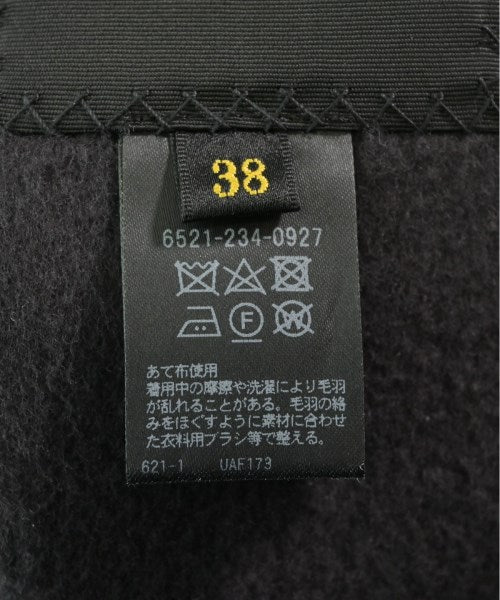 38
6521-234-0927
F
W
あて布使用
着用中の摩擦や洗濯により毛羽
が乱れることがある。毛羽の絡
みをほぐすように素材に合わせ
た衣料用ブラシ等で整える。
621-1 UAF173